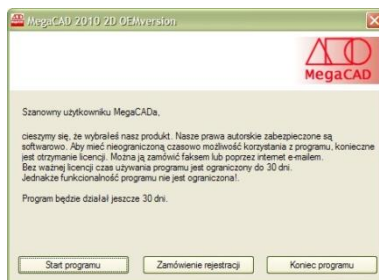 MegaCAD 2010 2D OEMversion
MegaCAD
Szanowny użytkowniku MegaCADa,
cieszymy się, że wybrałeś nasz produkt. Nasze prawa autorskie zabezpieczone są
softwarowo. Aby mieć nieograniczoną czasowo możliwość korzystania z programu, konieczne
jest otrzymanie licencji. Można ją zamówić faksem lub poprzez internet e-mailem.
Bez ważnej licencji czas używania programu jest ograniczony do 30 dni.
Jednakże funkcjonalność programu nie jest ograniczona!.
Program będzie działał jeszcze 30 dni.
Start programu
Zamówienie rejestracji
Koniec programu